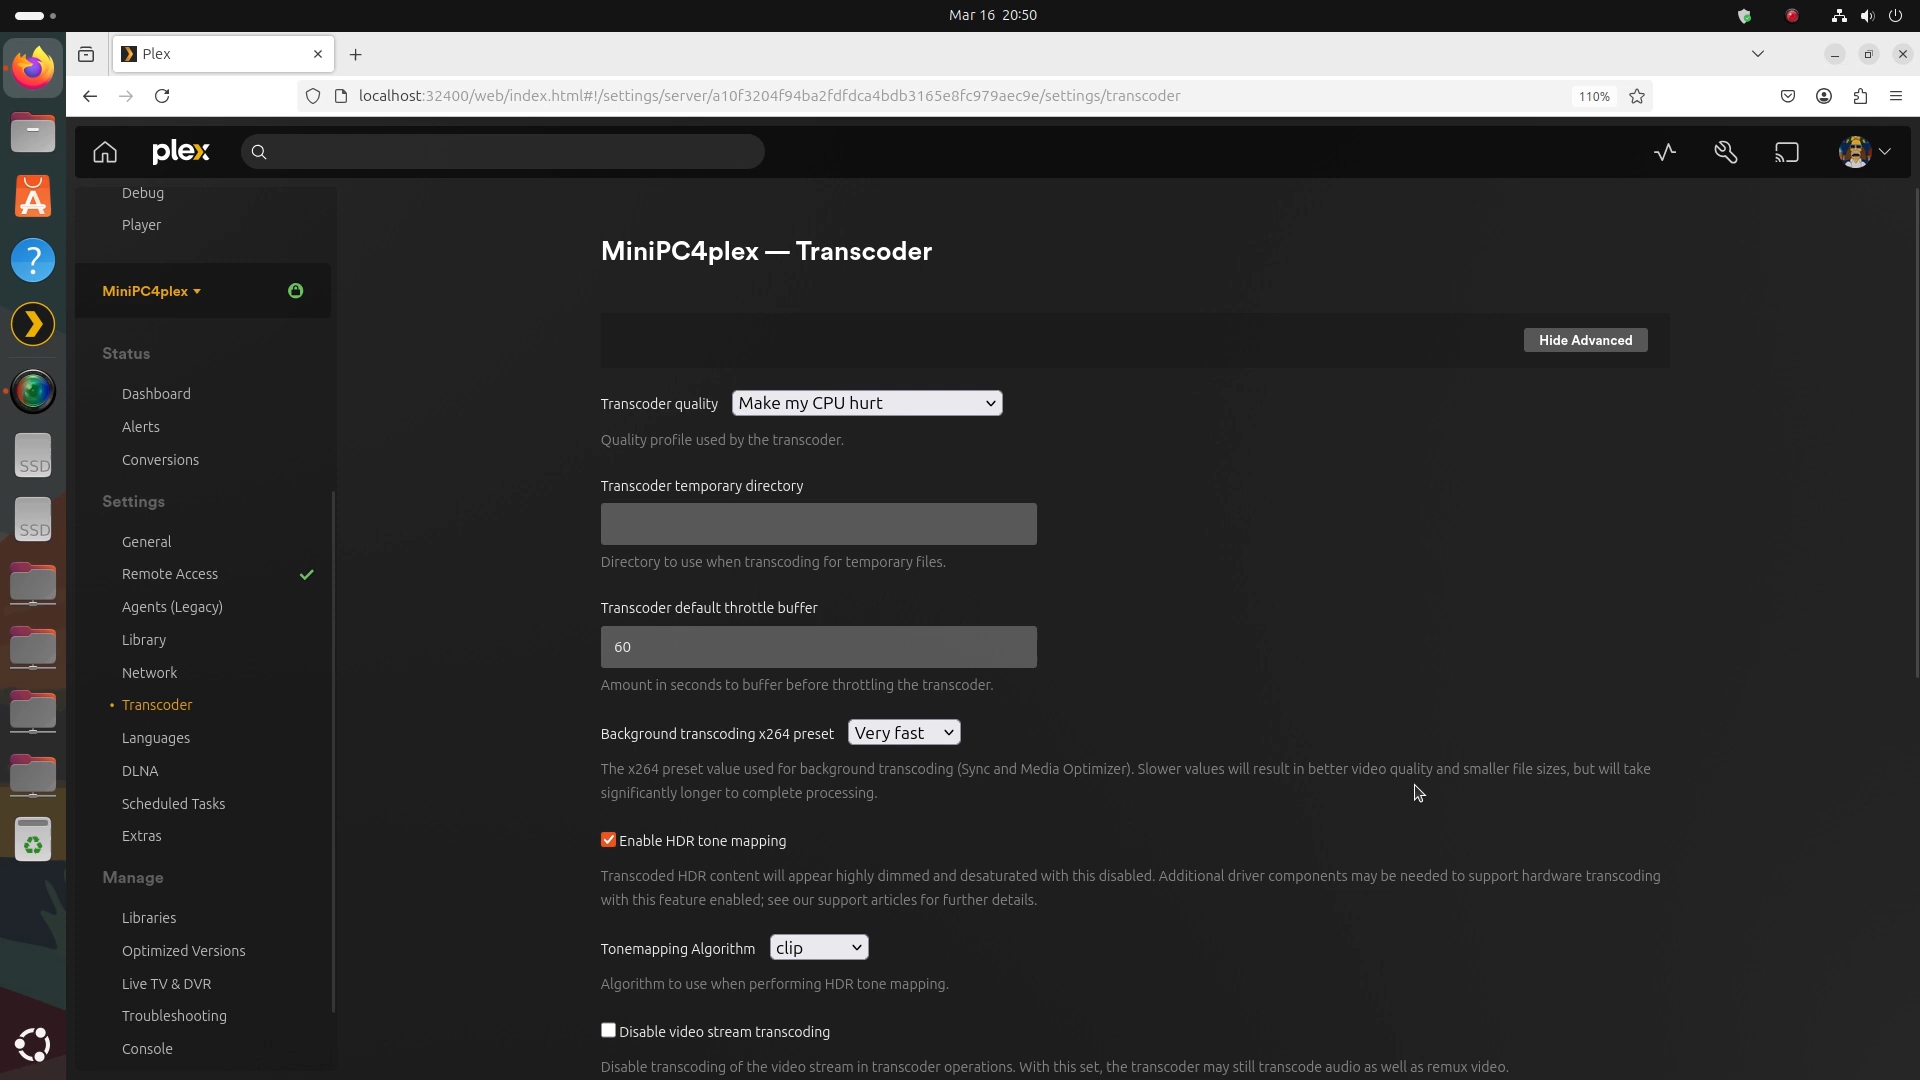 Mar 16 20:50
Plex
localhost:32400/web/index.html#!/settings/server/a10f3204f94ba2fdfdca4bdb3165e8fc979aec9e/settings/transcoder
110%
plex
Debug
Player
MiniPC4plex
Status
Dashboard
Alerts
Conversions
Settings
General
Remote Access
Agents (Legacy)
Library
Network
Transcoder
Languages
DLNA
Scheduled Tasks
Extras
Manage
Libraries
Optimized Versions
Live TV & DVR
Troubleshooting
Console
SSD
SSD
MiniPC4plex — Transcoder
Hide Advanced
Transcoder quality Make my CPU hurt
Quality profile used by the transcoder.
Transcoder temporary directory
Directory to use when transcoding for temporary files.
Transcoder default throttle buffer
60
Amount in seconds to buffer before throttling the transcoder.
Background transcoding x264 preset Very fast
The x264 preset value used for background transcoding (Sync and Media Optimizer). Slower values will result in better video quality and smaller file sizes, but will take
significantly longer to complete processing.
Enable HDR tone mapping
Transcoded HDR content will appear highly dimmed and desaturated with this disabled. Additional driver components may be needed to support hardware transcoding
with this feature enabled; see our support articles for further details.
Tonemapping Algorithm clip
Algorithm to use when performing HDR tone mapping.
Disable video stream transcoding
Disable transcoding of the video stream in transcoder operations. With this set, the transcoder may still transcode audio as well as remux video.